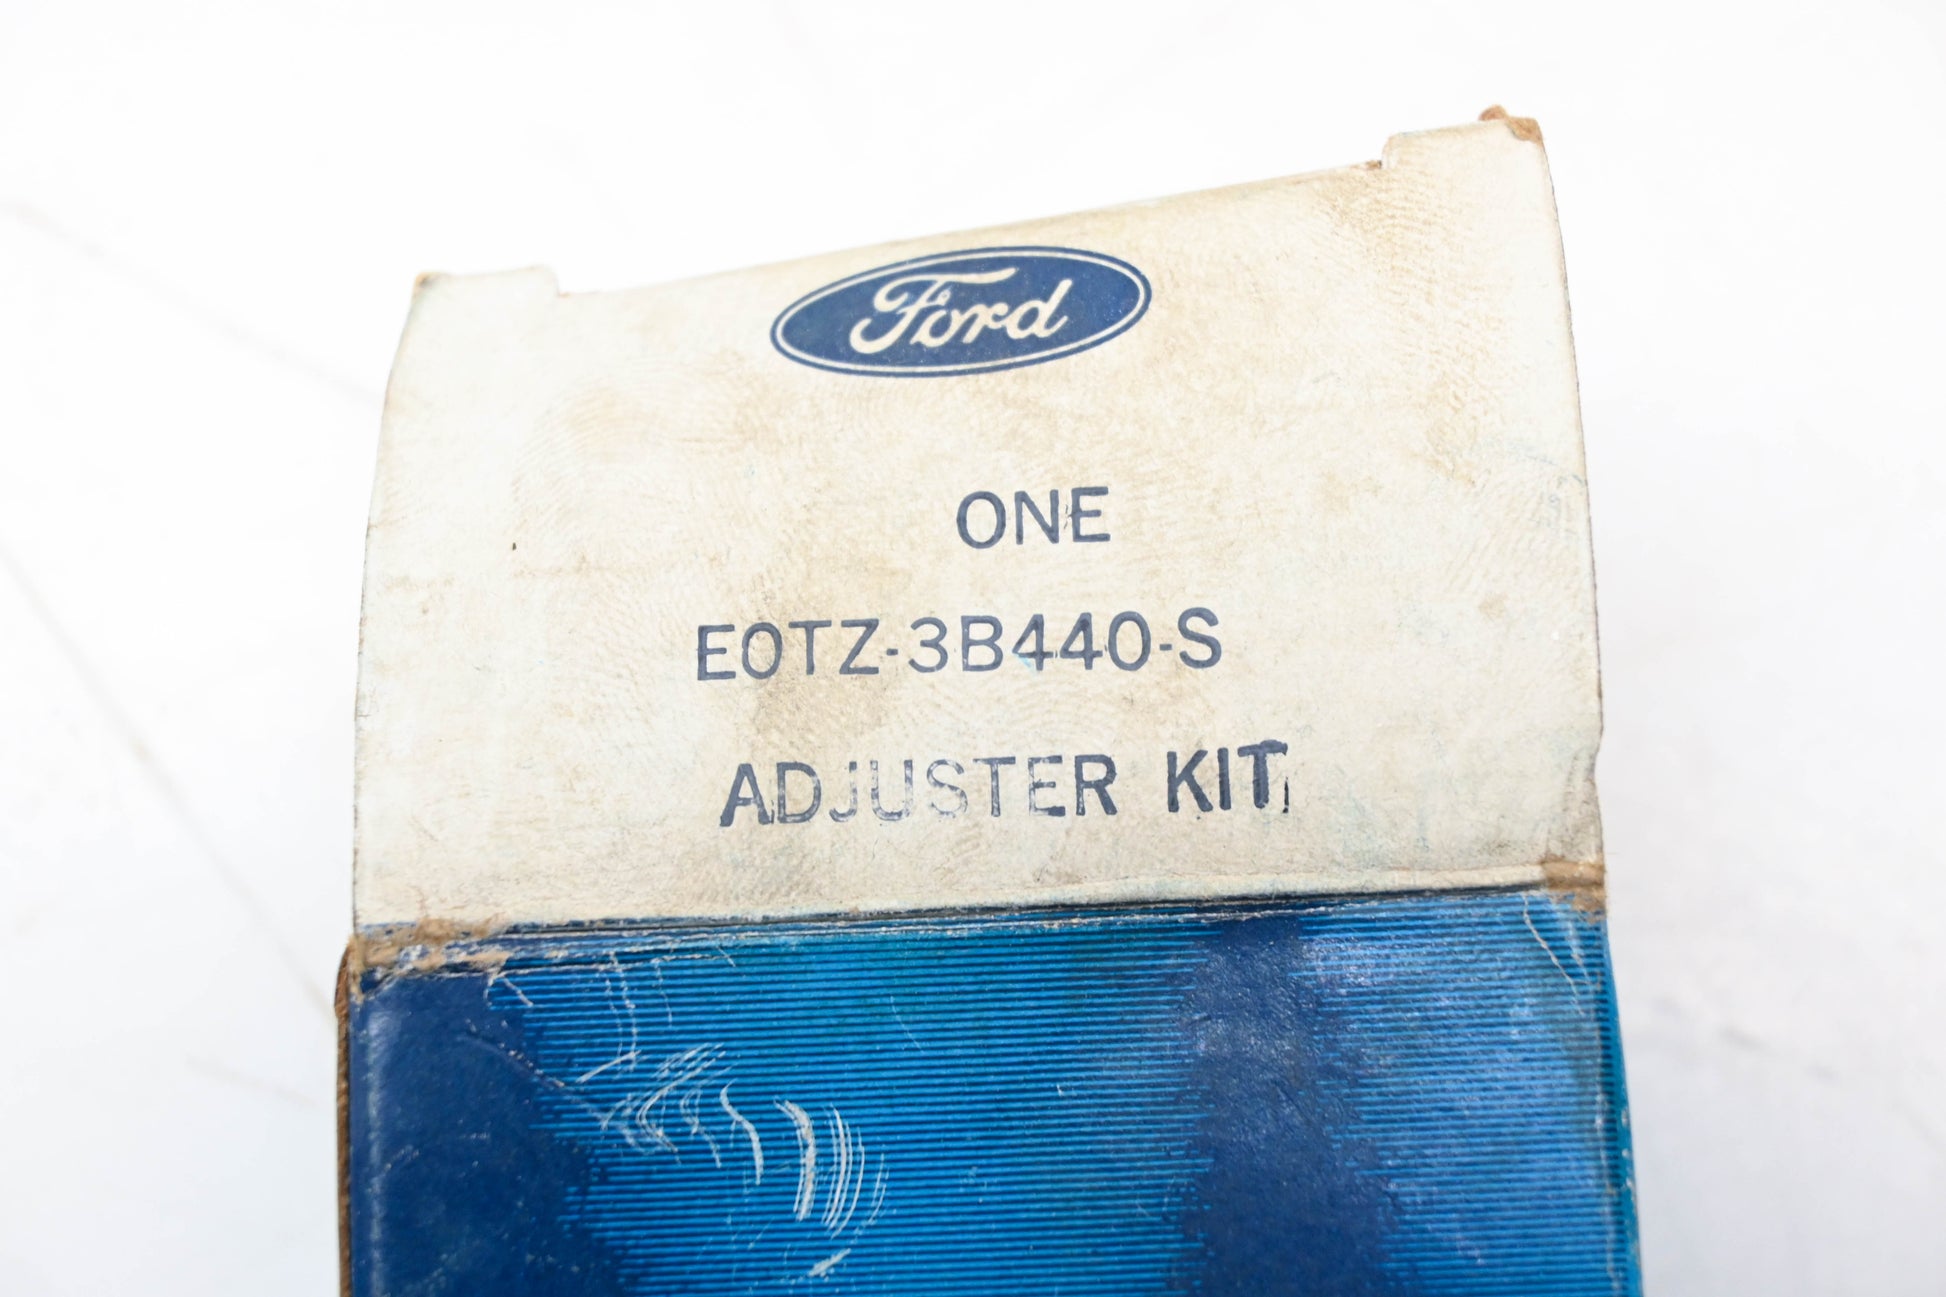 Ford
ONE
E0TZ-3B440-S
ADJUSTER KIT